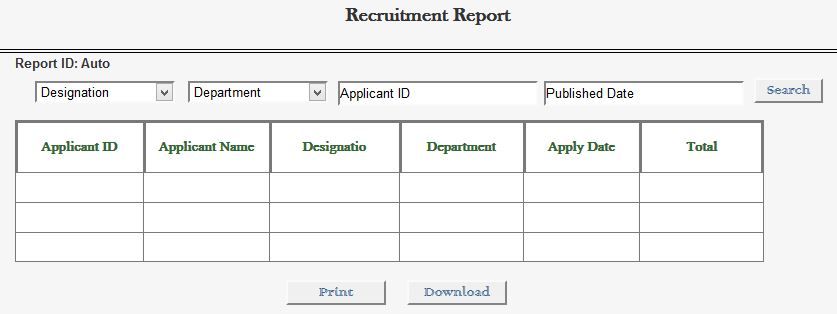 Recruitment Report
Report ID: Auto
Designation Department Applicant ID Published Date Search
Applicant ID Applicant Name Designatio Department Apply Date Total
Print Download